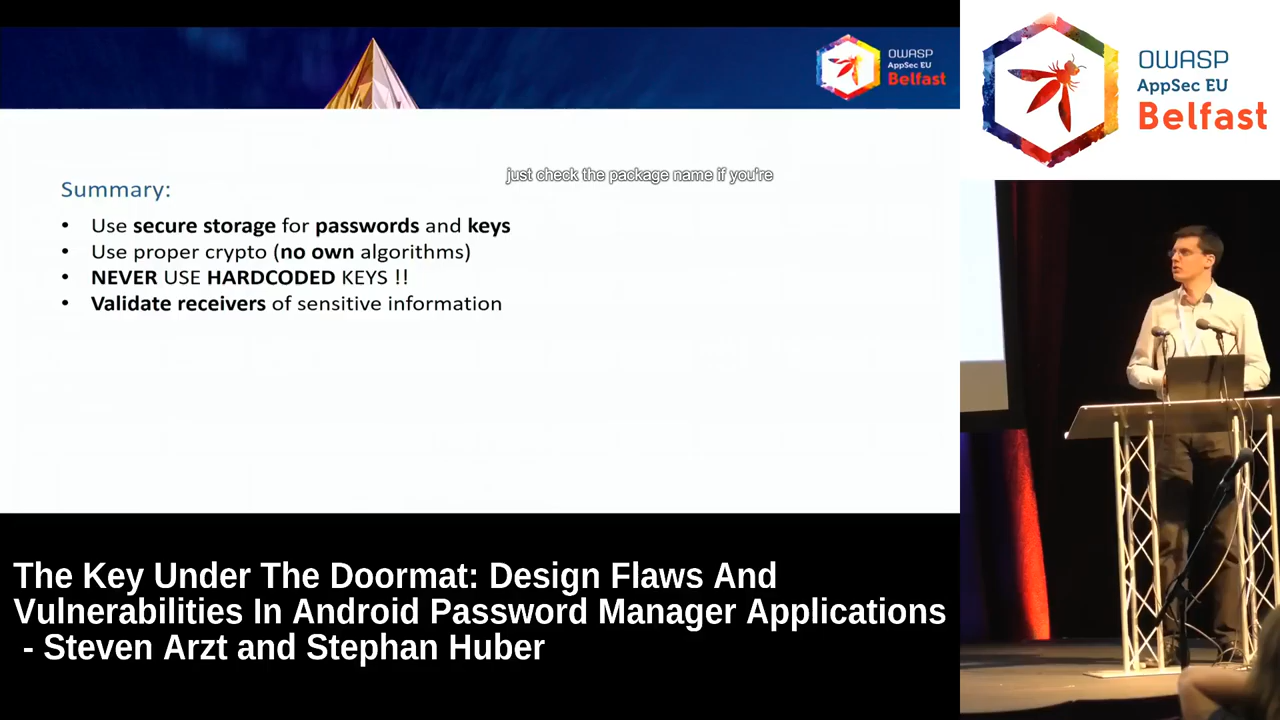 OWASP
AppSec EU
Belfast
OWASP
AppSec EU
Belfast
just check the package name if you're
Summary:
• Use secure storage for passwords and keys
• Use proper crypto (no own algorithms)
• NEVER USE HARDCODED KEYS !!
• Validate receivers of sensitive information
The Key Under The Doormat: Design Flaws And
Vulnerabilities In Android Password Manager Applications
- Steven Arzt and Stephan Huber